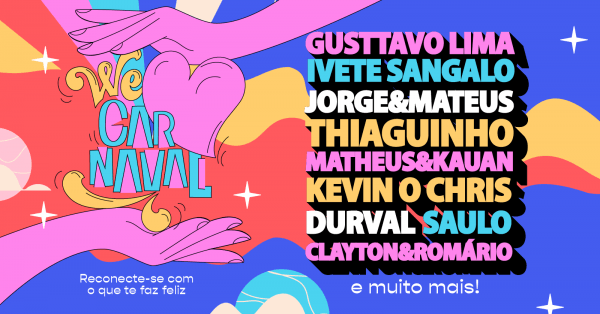 Wē
CAR
NAVAL
Reconecte-se com
o que te faz feliz
GUSTTAVO LIMA
IVETE SANGALO
JORGE&MATEUS
THIAGUINHO
MATHEUS&KAUAN
KEVIN O CHRIS
DURVAL SAULO
CLAYTON&ROMÁRIO
e muito mais!